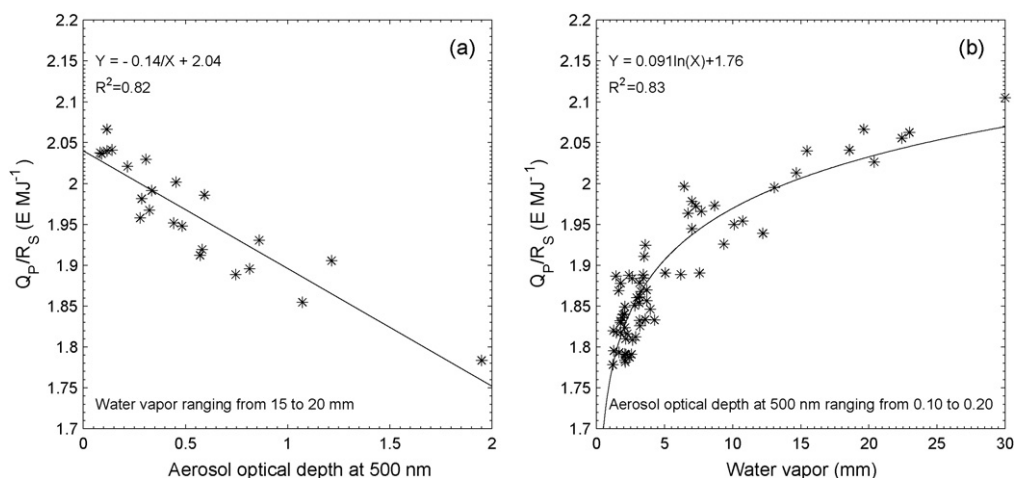 2.2
2.15
2.1
2.05
2
1.95
1.9
1.85
1.8
1.75
1.7
Q_P/R_S (E MJ^-1)
(a)
Y = - 0.14/X + 2.04
R^2=0.82
Water vapor ranging from 15 to 20 mm
0 0.5 1 1.5 2
Aerosol optical depth at 500 nm
2.2
2.15
2.1
2.05
2
1.95
1.9
1.85
1.8
1.75
1.7
Q_P/R_S (E MJ^-1)
(b)
Y = 0.091ln(X)+1.76
R^2=0.83
Aerosol optical depth at 500 nm ranging from 0.10 to 0.20
0 5 10 15 20 25 30
Water vapor (mm)